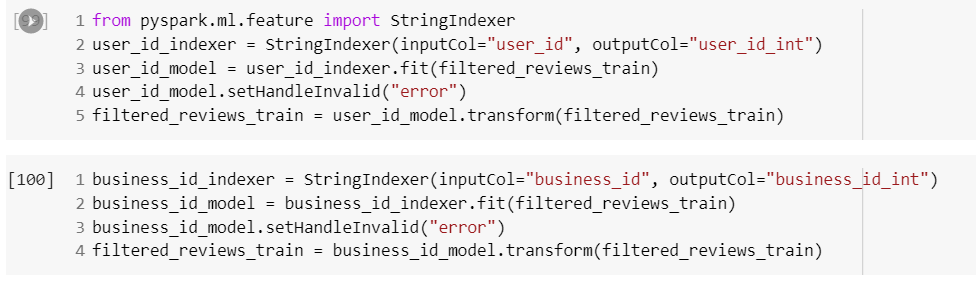 [99] 1 from pyspark.ml.feature import StringIndexer
2 user_id_indexer = StringIndexer(inputCol="user_id", outputCol="user_id_int")
3 user_id_model = user_id_indexer.fit(filtered_reviews_train)
4 user_id_model.setHandleInvalid("error")
5 filtered_reviews_train = user_id_model.transform(filtered_reviews_train)
[100] 1 business_id_indexer = StringIndexer(inputCol="business_id", outputCol="business_id_int")
2 business_id_model = business_id_indexer.fit(filtered_reviews_train)
3 business_id_model.setHandleInvalid("error")
4 filtered_reviews_train = business_id_model.transform(filtered_reviews_train)